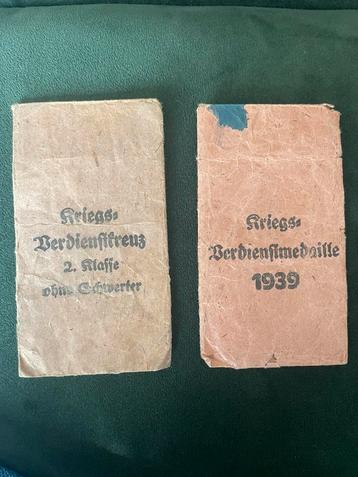 Kriegs=
Verdienstkreuz
2. Klasse
ohne Schwerter
Kriegs=
Verdienstmedaille
1939